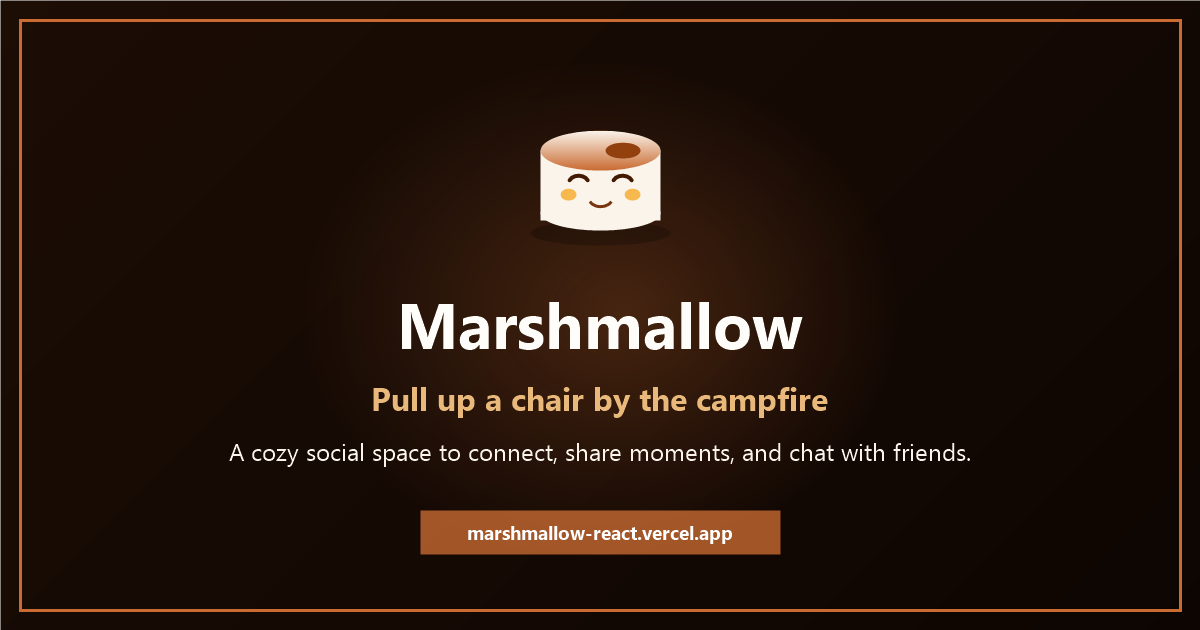 Marshmallow
Pull up a chair by the campfire
A cozy social space to connect, share moments, and chat with friends.
marshmallow-react.vercel.app